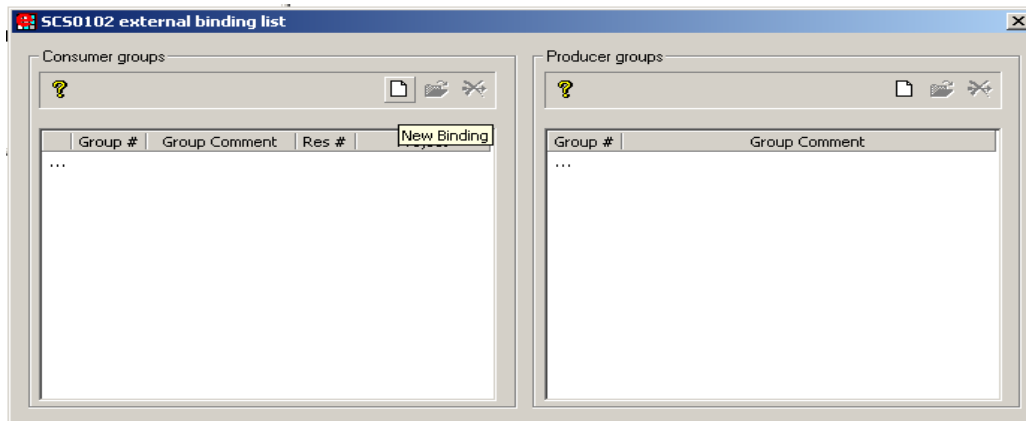 SCS0102 external binding list
Consumer groups
Producer groups
New Binding
Group # Group Comment Res #
...
Group # Group Comment
...